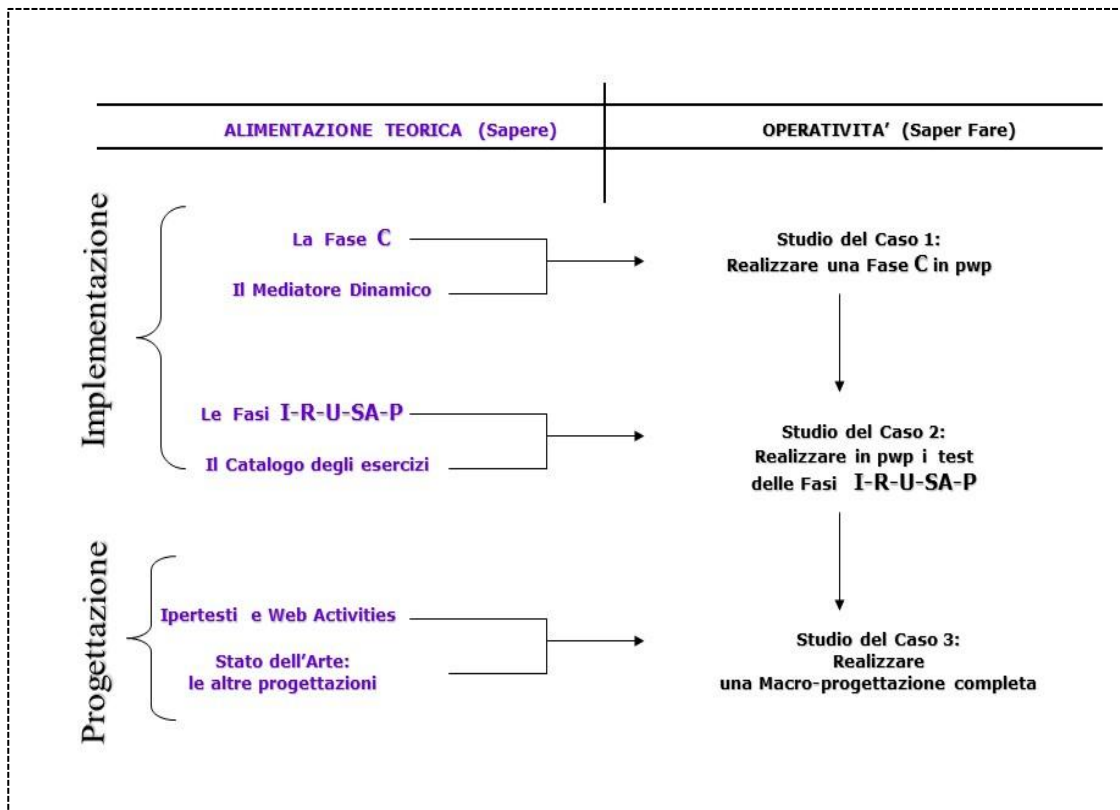 ALIMENTAZIONE TEORICA (Sapere)
OPERATIVITA’ (Saper Fare)
Implementazione
La Fase C
Il Mediatore Dinamico
Studio del Caso 1:
Realizzare una Fase C in pwp
Le Fasi I-R-U-SA-P
Il Catalogo degli esercizi
Studio del Caso 2:
Realizzare in pwp i test
delle Fasi I-R-U-SA-P
Progettazione
Ipertesti e Web Activities
Stato dell’Arte:
le altre progettazioni
Studio del Caso 3:
Realizzare
una Macro-progettazione completa